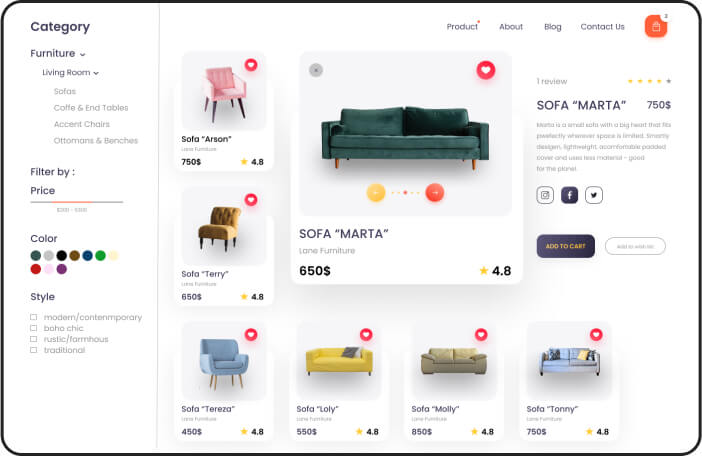 Category
Furniture
Living Room
Sofas
Coffe & End Tables
Accent Chairs
Ottomans & Benches
Filter by :
Price
$200 - $300
Color
Style
modern/contenmporary
boho chic
rustic/farmhous
traditional
Product
About
Blog
Contact Us
2
Sofa “Arson”
Lane Furniture
750$
4.8
Sofa “Terry”
Lane Furniture
650$
4.8
SOFA “MARTA”
Lane Furniture
650$
4.8
1 review
SOFA “MARTA”
750$
Marta is a small sofa with a big heart that fits
pwefectly wherever space is limited. Smartly
desigen, lightweight, acomfortable padded
cover and uses less material - good
for the planel.
ADD TO CART
Add to wish list
Sofa “Tereza”
Lane Furniture
450$
4.8
Sofa “Loly”
Lane Furniture
550$
4.8
Sofa “Molly”
Lane Furniture
850$
4.8
Sofa “Tonny”
Lane Furniture
750$
4.8